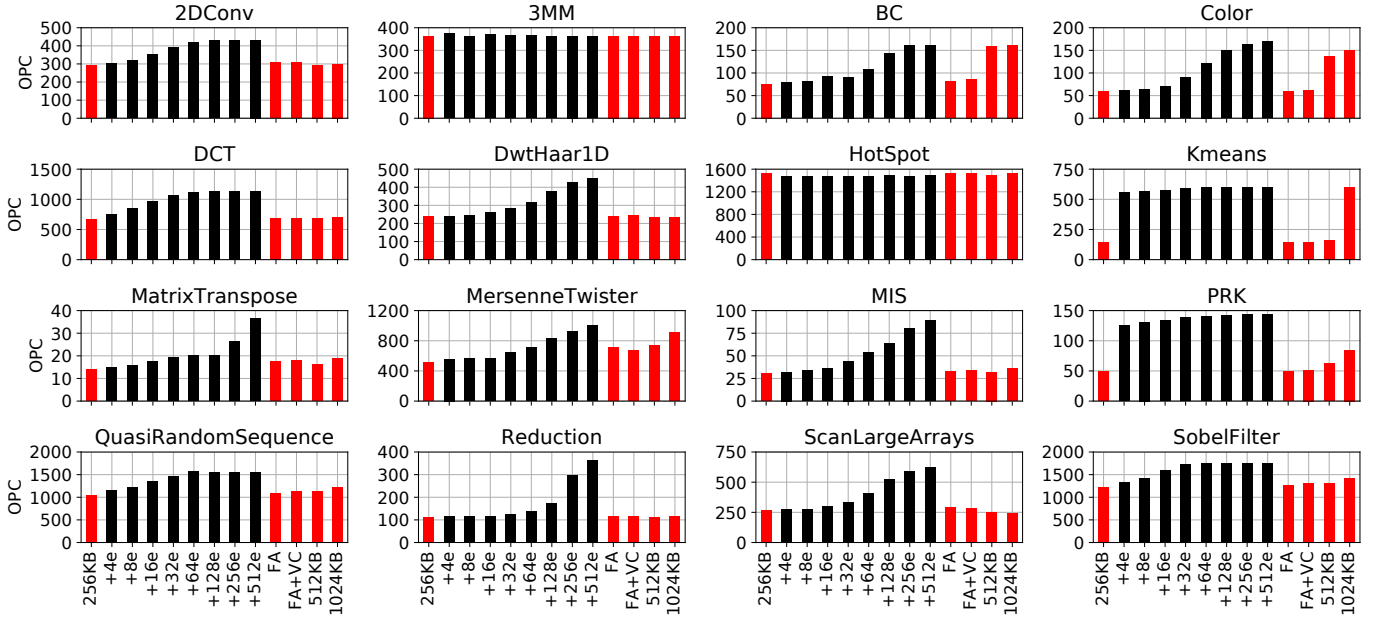 2DConv
3MM
BC
Color
OPC
500
400
300
200
100
0
400
300
200
100
0
200
150
100
50
0
200
150
100
50
0
DCT
DwtHaar1D
HotSpot
Kmeans
OPC
1500
1000
500
0
500
400
300
200
100
0
1600
1200
800
400
0
750
500
250
0
MatrixTranspose
MersenneTwister
MIS
PRK
OPC
40
30
20
10
0
1200
800
400
0
100
75
50
25
0
150
100
50
0
QuasiRandomSequence
Reduction
ScanLargeArrays
SobelFilter
OPC
2000
1500
1000
500
0
400
300
200
100
0
750
500
250
0
2000
1500
1000
500
0
256KB
+4e
+8e
+16e
+32e
+64e
+128e
+256e
+512e
FA
FA+VC
512KB
1024KB
256KB
+4e
+8e
+16e
+32e
+64e
+128e
+256e
+512e
FA
FA+VC
512KB
1024KB
256KB
+4e
+8e
+16e
+32e
+64e
+128e
+256e
+512e
FA
FA+VC
512KB
1024KB
256KB
+4e
+8e
+16e
+32e
+64e
+128e
+256e
+512e
FA
FA+VC
512KB
1024KB